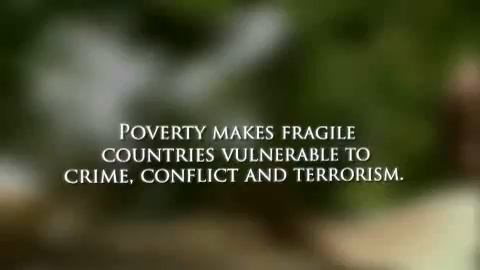 Poverty makes fragile
countries vulnerable to
crime, conflict and terrorism.